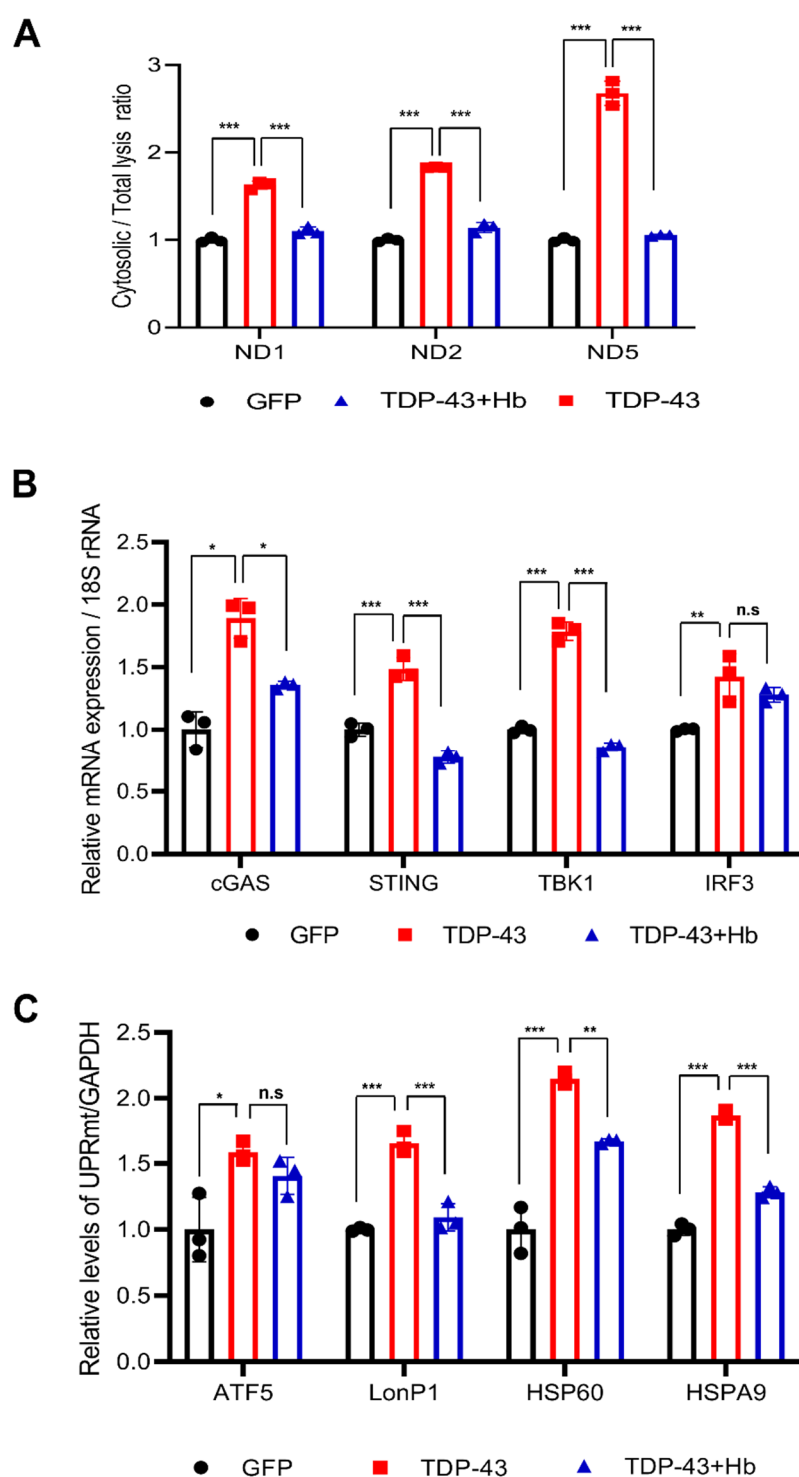 A
Cytosolic / Total lysis ratio
3
2
1
0
*** *** *** *** *** ***
ND1 ND2 ND5
GFP TDP-43+Hb TDP-43
B
Relative mRNA expression / 18S rRNA
2.5
2.0
1.5
1.0
0.5
0.0
* * *** *** *** *** ** n.s
cGAS STING TBK1 IRF3
GFP TDP-43 TDP-43+Hb
C
Relative levels of UPRmt/GAPDH
2.5
2.0
1.5
1.0
0.5
0.0
* n.s *** *** *** ** *** ***
ATF5 LonP1 HSP60 HSPA9
GFP TDP-43 TDP-43+Hb